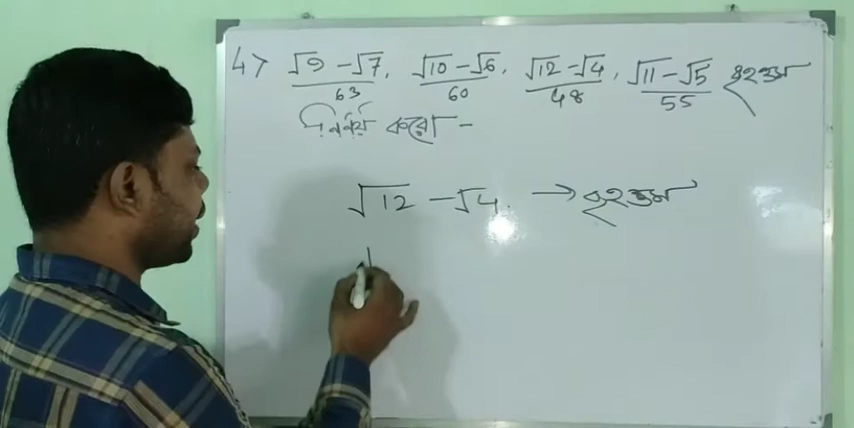 4> √9 - √7, √10 - √6, √12 - √4, √11 - √5 বৃহত্তম
63 60 48 55
নির্নয় করো -
√12 - √4. → বৃহত্তম